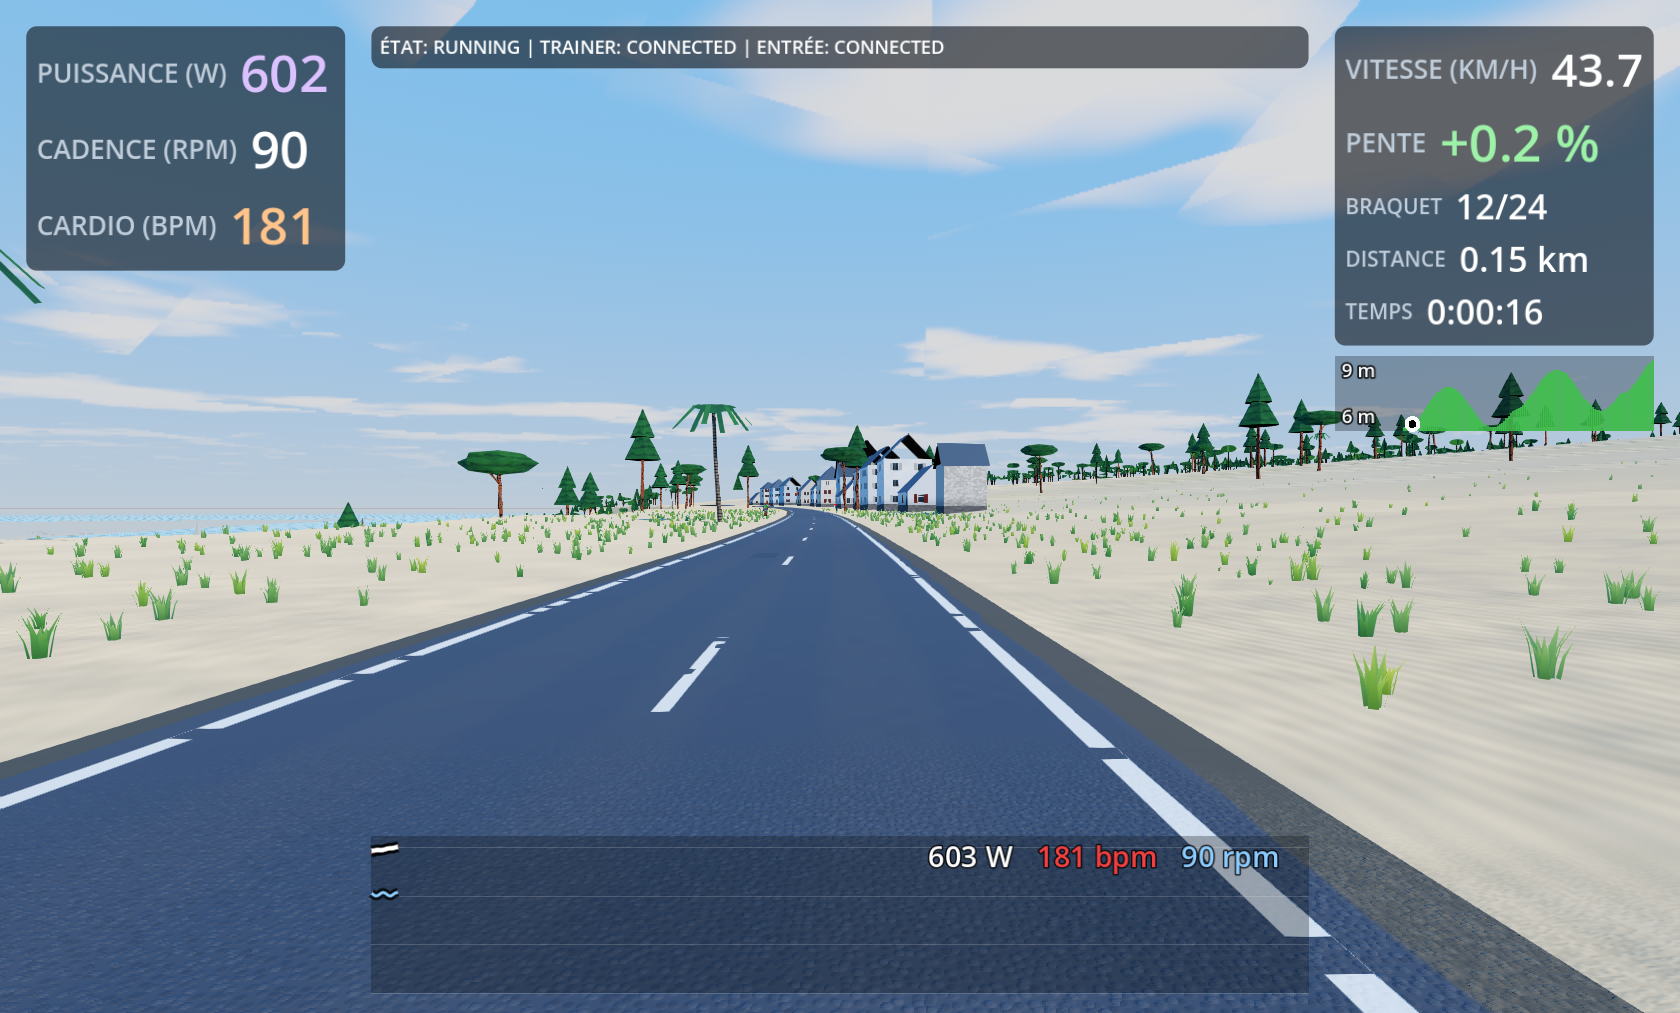 PUISSANCE (W) 602
CADENCE (RPM) 90
CARDIO (BPM) 181
ÉTAT: RUNNING | TRAINER: CONNECTED | ENTRÉE: CONNECTED
VITESSE (KM/H) 43.7
PENTE +0.2 %
BRAQUET 12/24
DISTANCE 0.15 km
TEMPS 0:00:16
9 m
6 m
603 W 181 bpm 90 rpm